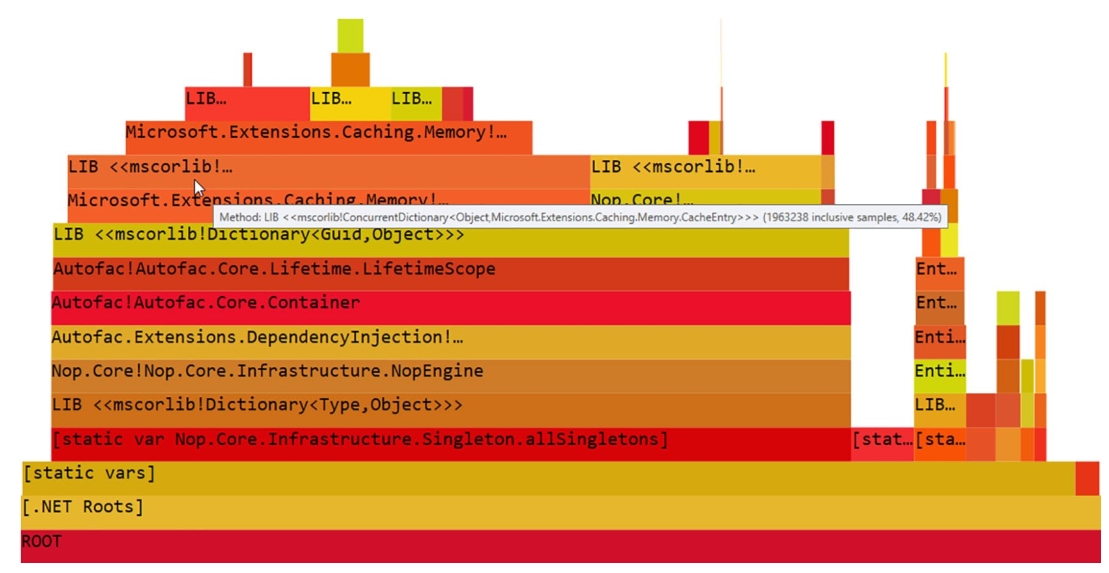 LIB… LIB… LIB…
Microsoft.Extensions.Caching.Memory!…
LIB <<mscorlib!… LIB <<mscorlib!…
Microsoft.Extensions.Caching.Memory!… Nop.Core!…
Method: LIB <<mscorlib!ConcurrentDictionary<Object,Microsoft.Extensions.Caching.Memory.CacheEntry>>> (1963238 inclusive samples, 48.42%)
LIB <<mscorlib!Dictionary<Guid,Object>>>
Autofac!Autofac.Core.Lifetime.LifetimeScope Ent…
Autofac!Autofac.Core.Container Ent…
Autofac.Extensions.DependencyInjection!… Enti…
Nop.Core!Nop.Core.Infrastructure.NopEngine Enti…
LIB <<mscorlib!Dictionary<Type,Object>>> LIB…
[static var Nop.Core.Infrastructure.Singleton.allSingletons] [stat… [sta…
[static vars]
[.NET Roots]
ROOT